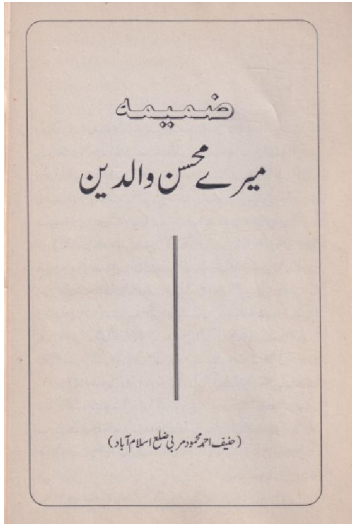 ضمیمہ
میرے محسن والدین
(حنیف احمد محمود مربی ضلع اسلام آباد)